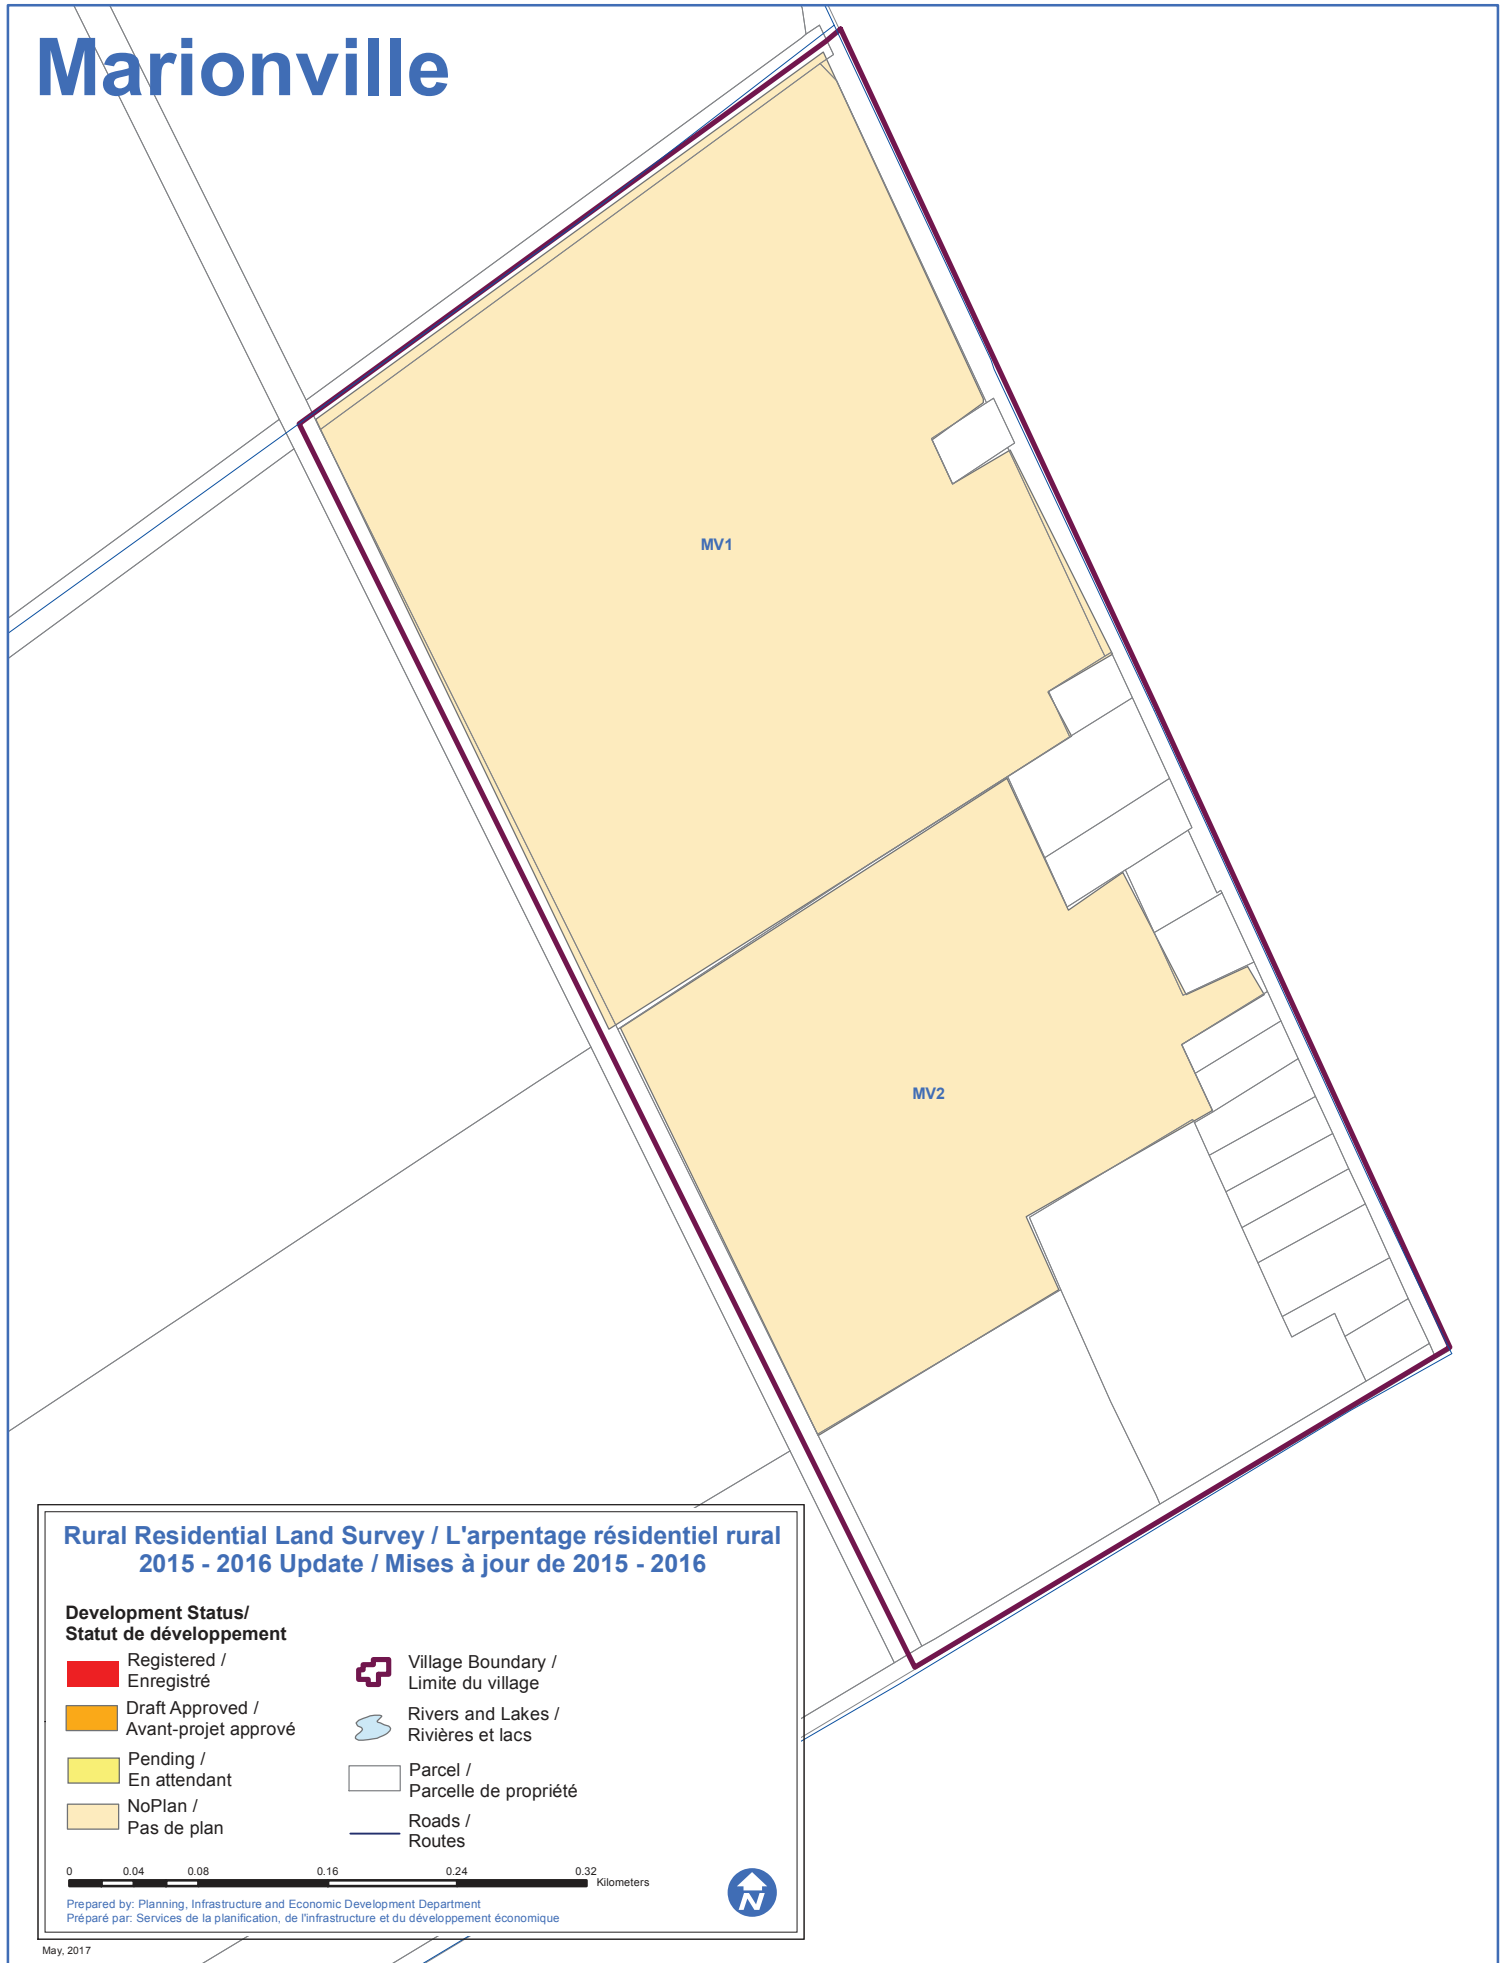 Marionville
MV1
MV2
Rural Residential Land Survey / L'arpentage résidentiel rural
2015 - 2016 Update / Mises à jour de 2015 - 2016
Development Status/
Statut de développement
Registered /
Enregistré
Draft Approved /
Avant-projet approvó
Pending /
En attendant
NoPlan /
Pas de plan
Village Boundary /
Limite du village
Rivers and Lakes /
Rivières et lacs
Parcel /
Parcelle de propriété
Roads /
Routes
0 0.04 0.08 0.16 0.24 0.32
Kilometers
N
Prepared by: Planning, Infrastructure and Economic Development Department
Préparé par: Services de la planification, de l'infrastructure et du développement économique
May, 2017